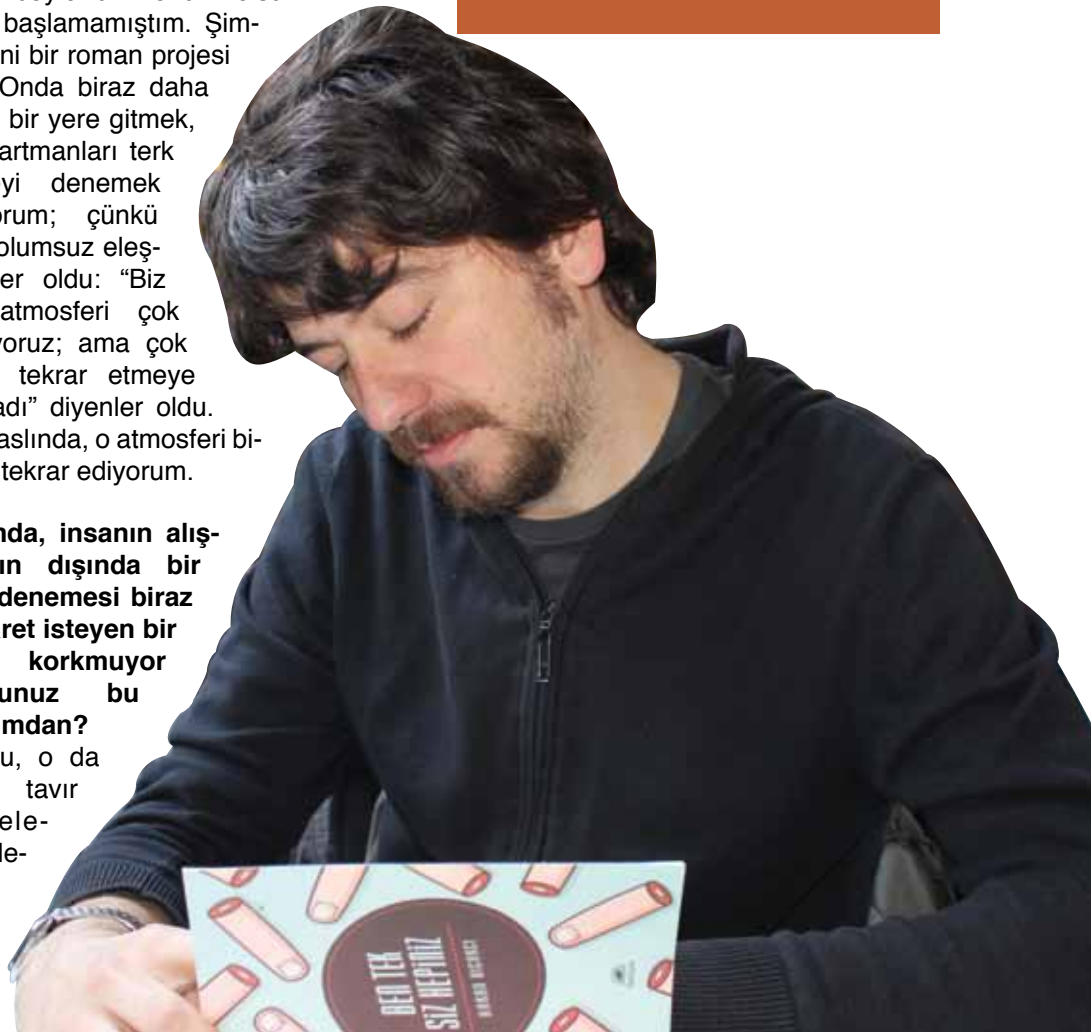 başlamamıştım. Şim-
ni bir roman projesi
Onda biraz daha
bir yere gitmek,
artmanları terk
yi denemek
orum; çünkü
olumsuz eleş-
er oldu: “Biz
atmosferi çok
yoruz; ama çok
tekrar etmeye
adı” diyenler oldu.
aslında, o atmosferi bi-
tekrar ediyorum.
nda, insanın alış-
ın dışında bir
denemesi biraz
ret isteyen bir
korkmuyor
unuz bu
mdan?
u, o da
tavır
ele-
le-
BEN TEK
SİZ HEPİNİZ
HAKAN BIÇAKCI